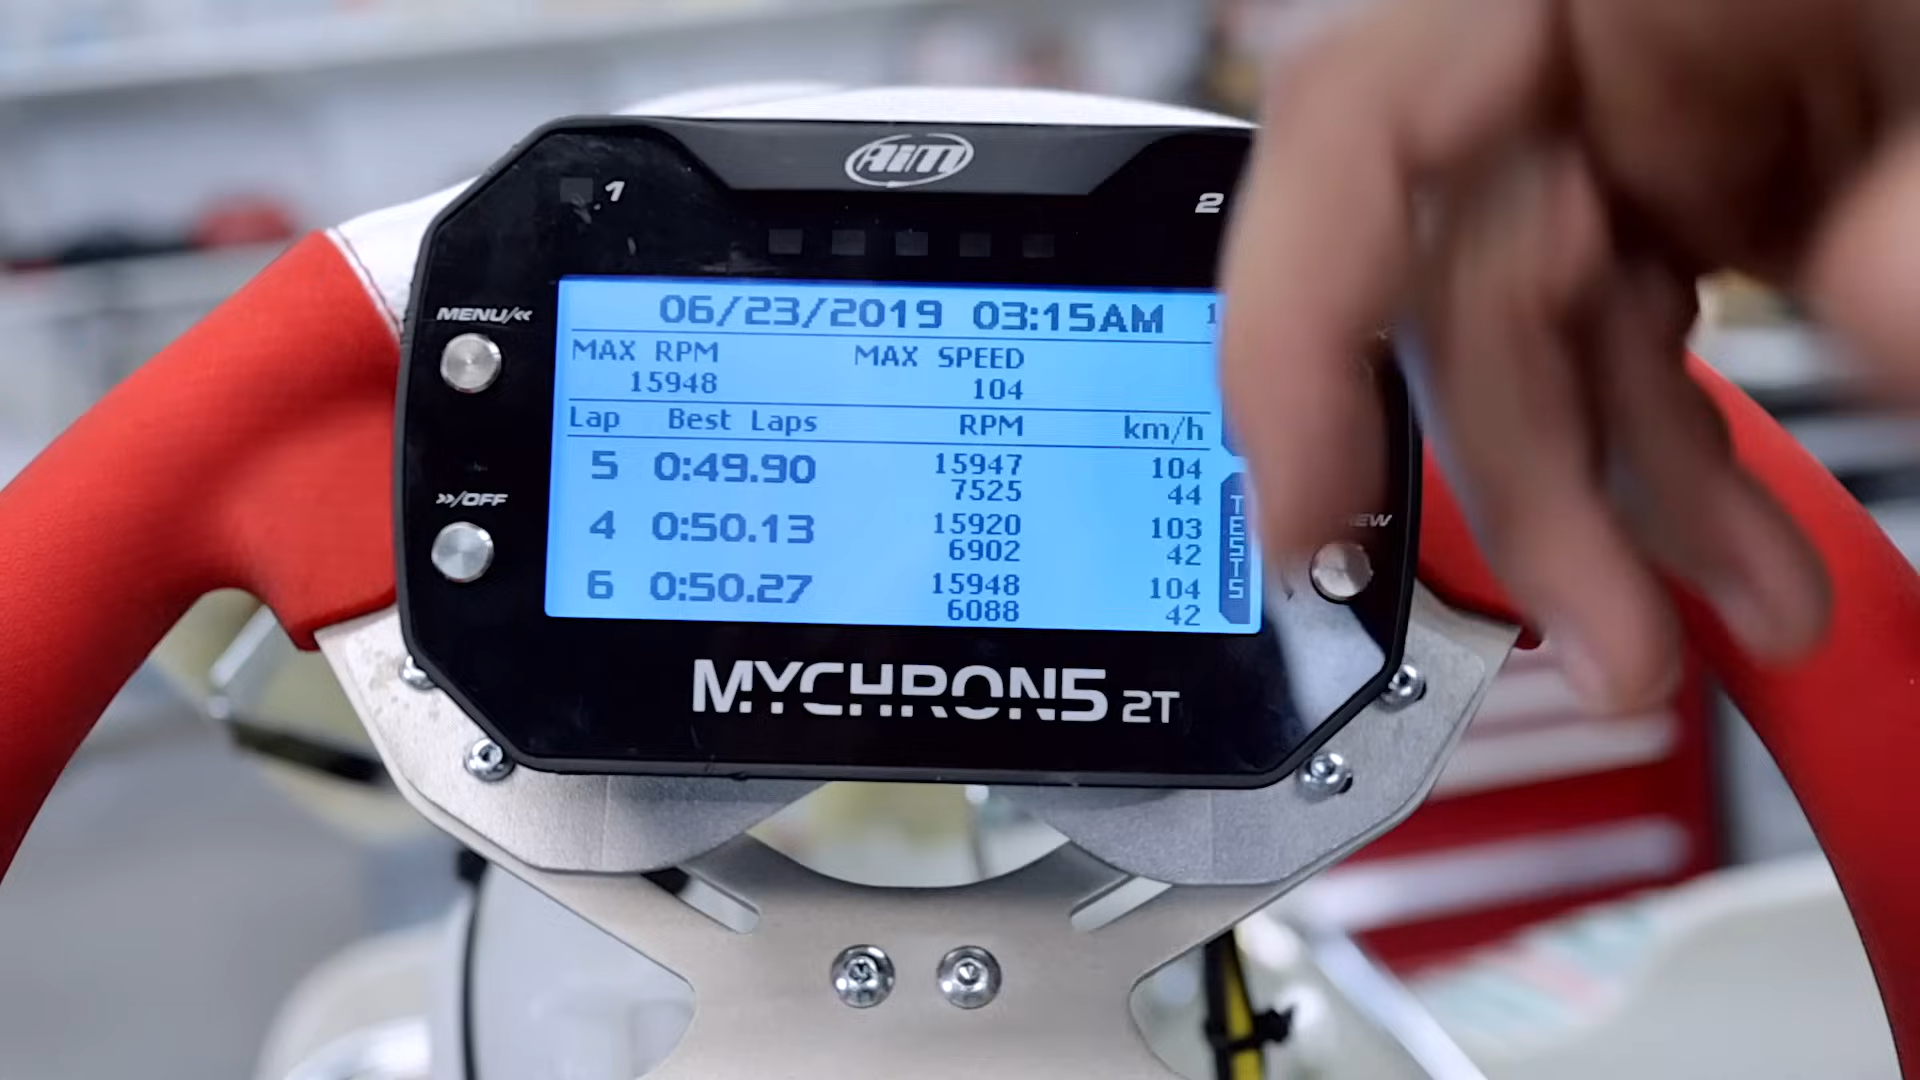 AiM
1
2
MENU/<<
>>/OFF
06/23/2019 03:15AM 1
MAX RPM MAX SPEED
15948 104
Lap Best Laps RPM km/h
5 0:49.90 15947 104
7525 44
4 0:50.13 15920 103
6902 42
6 0:50.27 15948 104
6088 42
TESTS
MYCHRON5 2T